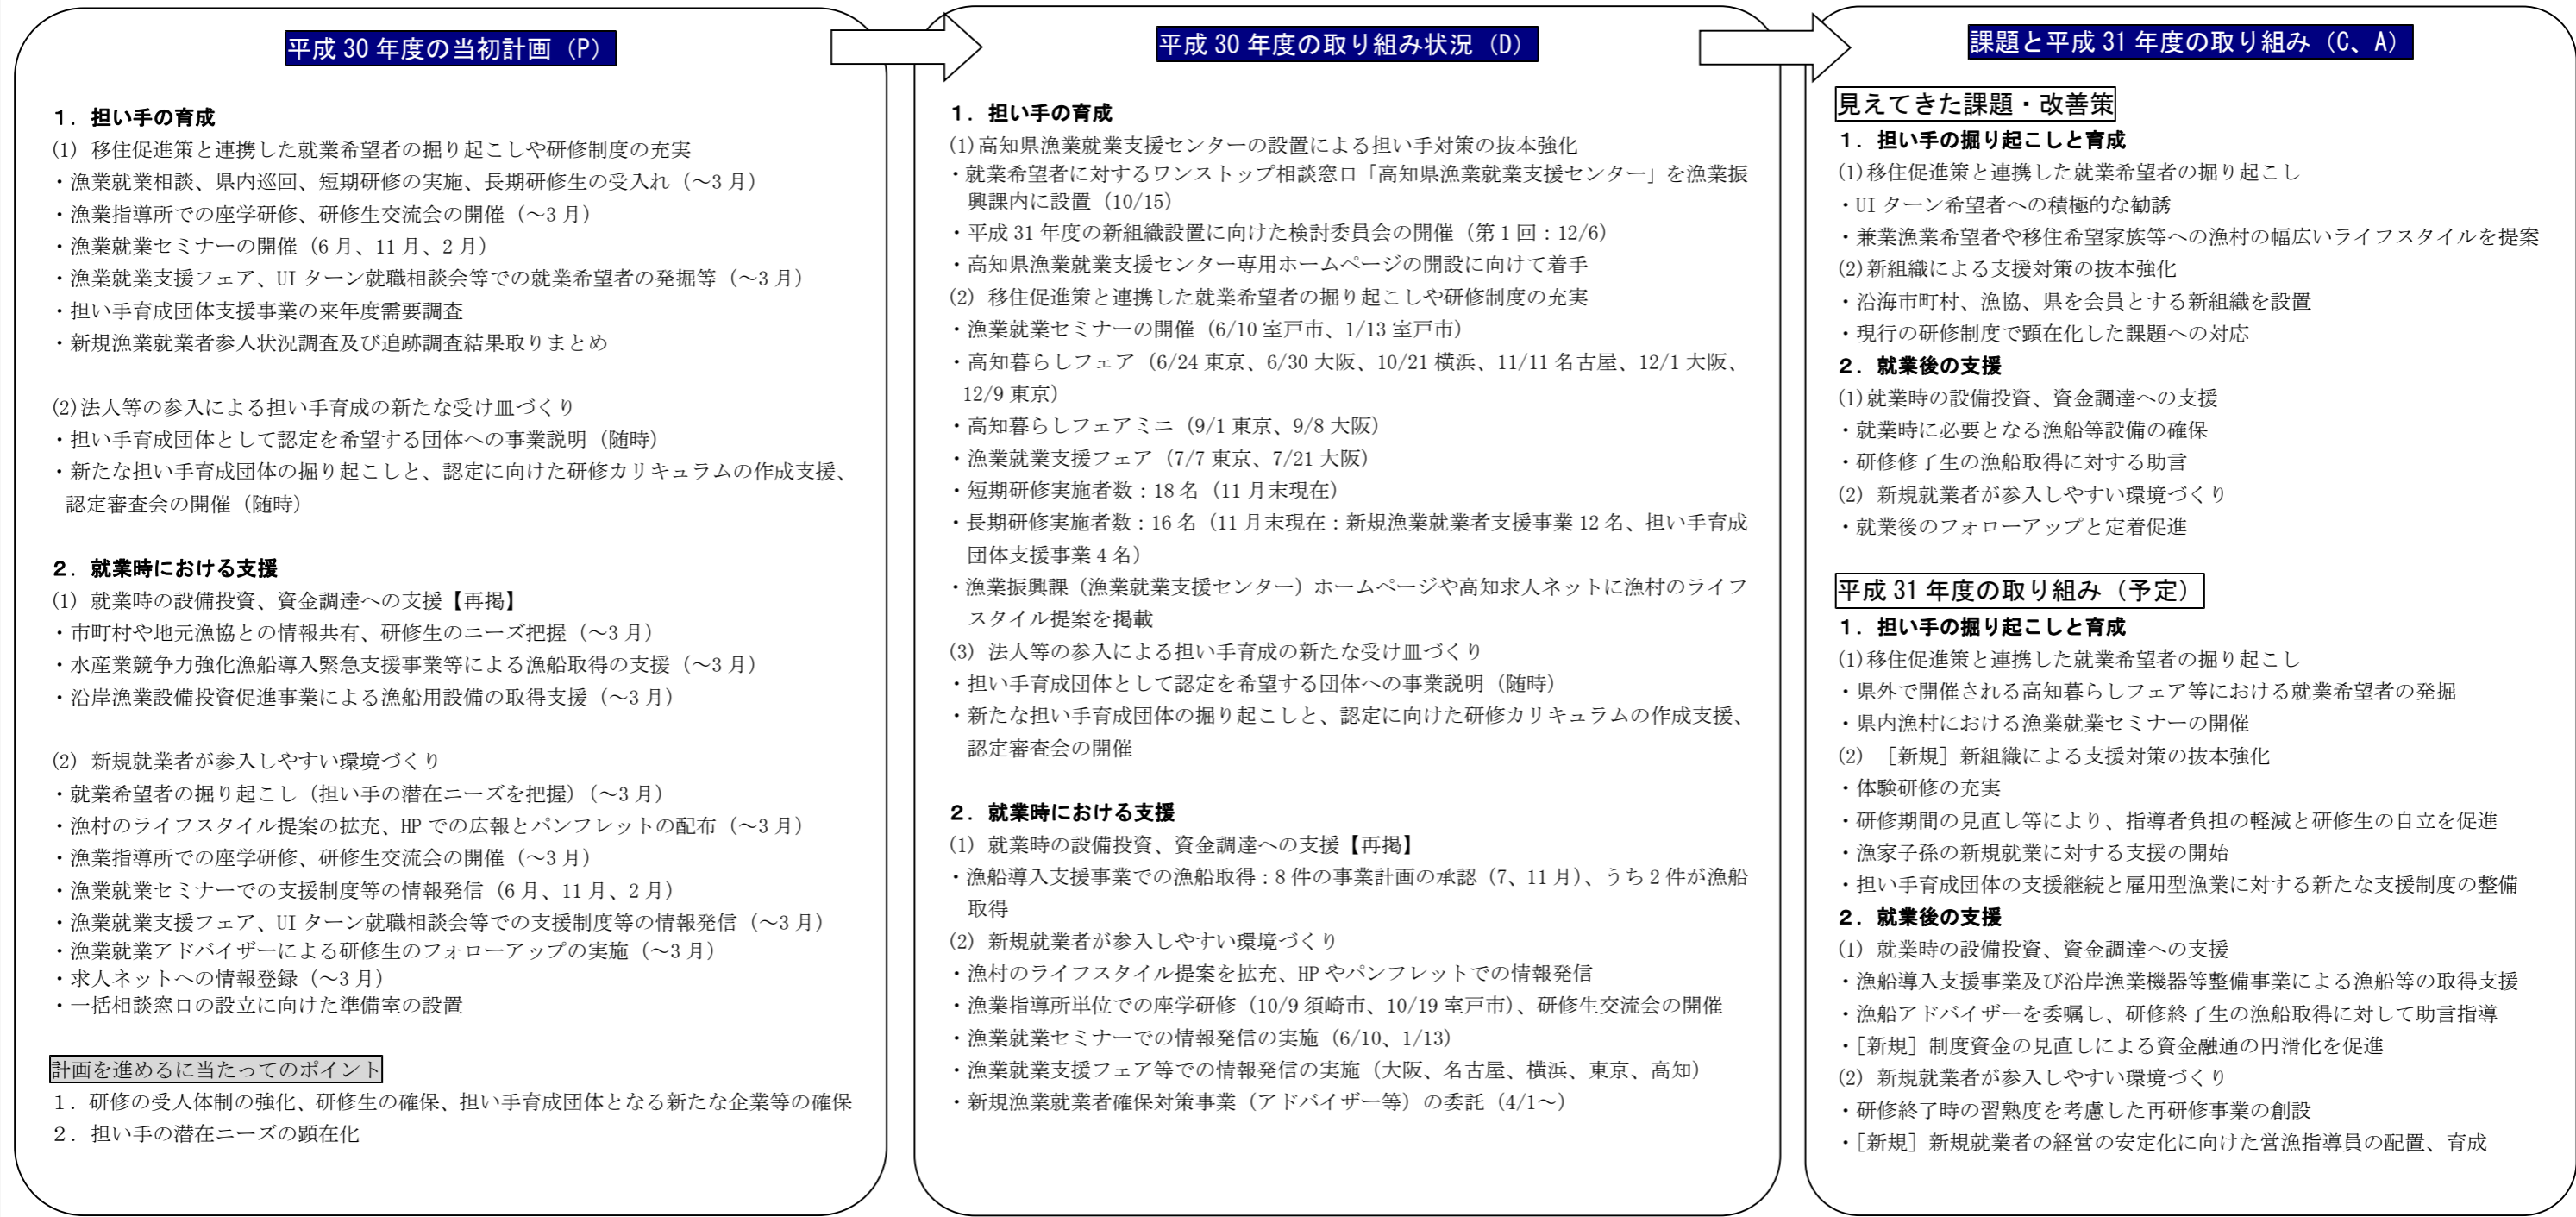 平成 30 年度の当初計画（P）
１．担い手の育成
(1) 移住促進策と連携した就業希望者の掘り起こしや研修制度の充実
・漁業就業相談、県内巡回、短期研修の実施、長期研修生の受入れ（～3 月）
・漁業指導所での座学研修、研修生交流会の開催（～3 月）
・漁業就業セミナーの開催（6 月、11 月、2 月）
・漁業就業支援フェア、UI ターン就職相談会等での就業希望者の発掘等（～3 月）
・担い手育成団体支援事業の来年度需要調査
・新規漁業就業者参入状況調査及び追跡調査結果取りまとめ
(2)法人等の参入による担い手育成の新たな受け皿づくり
・担い手育成団体として認定を希望する団体への事業説明（随時）
・新たな担い手育成団体の掘り起こしと、認定に向けた研修カリキュラムの作成支援、
認定審査会の開催（随時）
２．就業時における支援
(1) 就業時の設備投資、資金調達への支援【再掲】
・市町村や地元漁協との情報共有、研修生のニーズ把握（～3 月）
・水産業競争力強化漁船導入緊急支援事業等による漁船取得の支援（～3 月）
・沿岸漁業設備投資促進事業による漁船用設備の取得支援（～3 月）
(2) 新規就業者が参入しやすい環境づくり
・就業希望者の掘り起こし（担い手の潜在ニーズを把握）（～3 月）
・漁村のライフスタイル提案の拡充、HP での広報とパンフレットの配布（～3 月）
・漁業指導所での座学研修、研修生交流会の開催（～3 月）
・漁業就業セミナーでの支援制度等の情報発信（6 月、11 月、2 月）
・漁業就業支援フェア、UI ターン就職相談会等での支援制度等の情報発信（～3 月）
・漁業就業アドバイザーによる研修生のフォローアップの実施（～3 月）
・求人ネットへの情報登録（～3 月）
・一括相談窓口の設立に向けた準備室の設置
計画を進めるに当たってのポイント
１．研修の受入体制の強化、研修生の確保、担い手育成団体となる新たな企業等の確保
２．担い手の潜在ニーズの顕在化
平成 30 年度の取り組み状況（D）
１．担い手の育成
(1)高知県漁業就業支援センターの設置による担い手対策の抜本強化
・就業希望者に対するワンストップ相談窓口「高知県漁業就業支援センター」を漁業振
興課内に設置（10/15）
・平成 31 年度の新組織設置に向けた検討委員会の開催（第 1 回：12/6）
・高知県漁業就業支援センター専用ホームページの開設に向けて着手
(2) 移住促進策と連携した就業希望者の掘り起こしや研修制度の充実
・漁業就業セミナーの開催（6/10 室戸市、1/13 室戸市）
・高知暮らしフェア（6/24 東京、6/30 大阪、10/21 横浜、11/11 名古屋、12/1 大阪、
12/9 東京）
・高知暮らしフェアミニ（9/1 東京、9/8 大阪）
・漁業就業支援フェア（7/7 東京、7/21 大阪）
・短期研修実施者数：18 名（11 月末現在）
・長期研修実施者数：16 名（11 月末現在：新規漁業就業者支援事業 12 名、担い手育成
団体支援事業 4 名）
・漁業振興課（漁業就業支援センター）ホームページや高知求人ネットに漁村のライフ
スタイル提案を掲載
(3) 法人等の参入による担い手育成の新たな受け皿づくり
・担い手育成団体として認定を希望する団体への事業説明（随時）
・新たな担い手育成団体の掘り起こしと、認定に向けた研修カリキュラムの作成支援、
認定審査会の開催
２．就業時における支援
(1) 就業時の設備投資、資金調達への支援【再掲】
・漁船導入支援事業での漁船取得：8 件の事業計画の承認（7、11 月）、うち 2 件が漁船
取得
(2) 新規就業者が参入しやすい環境づくり
・漁村のライフスタイル提案を拡充、HP やパンフレットでの情報発信
・漁業指導所単位での座学研修（10/9 須崎市、10/19 室戸市）、研修生交流会の開催
・漁業就業セミナーでの情報発信の実施（6/10、1/13）
・漁業就業支援フェア等での情報発信の実施（大阪、名古屋、横浜、東京、高知）
・新規漁業就業者確保対策事業（アドバイザー等）の委託（4/1～）
課題と平成 31 年度の取り組み（C、A）
見えてきた課題・改善策
１．担い手の掘り起こしと育成
(1)移住促進策と連携した就業希望者の掘り起こし
・UI ターン希望者への積極的な勧誘
・兼業漁業希望者や移住希望家族等への漁村の幅広いライフスタイルを提案
(2)新組織による支援対策の抜本強化
・沿海市町村、漁協、県を会員とする新組織を設置
・現行の研修制度で顕在化した課題への対応
２．就業後の支援
(1)就業時の設備投資、資金調達への支援
・就業時に必要となる漁船等設備の確保
・研修修了生の漁船取得に対する助言
(2) 新規就業者が参入しやすい環境づくり
・就業後のフォローアップと定着促進
平成 31 年度の取り組み（予定）
１．担い手の掘り起こしと育成
(1)移住促進策と連携した就業希望者の掘り起こし
・県外で開催される高知暮らしフェア等における就業希望者の発掘
・県内漁村における漁業就業セミナーの開催
(2) ［新規］新組織による支援対策の抜本強化
・体験研修の充実
・研修期間の見直し等により、指導者負担の軽減と研修生の自立を促進
・漁家子孫の新規就業に対する支援の開始
・担い手育成団体の支援継続と雇用型漁業に対する新たな支援制度の整備
２．就業後の支援
(1) 就業時の設備投資、資金調達への支援
・漁船導入支援事業及び沿岸漁業機器等整備事業による漁船等の取得支援
・漁船アドバイザーを委嘱し、研修終了生の漁船取得に対して助言指導
・［新規］制度資金の見直しによる資金融通の円滑化を促進
(2) 新規就業者が参入しやすい環境づくり
・研修終了時の習熟度を考慮した再研修事業の創設
・［新規］新規就業者の経営の安定化に向けた営漁指導員の配置、育成